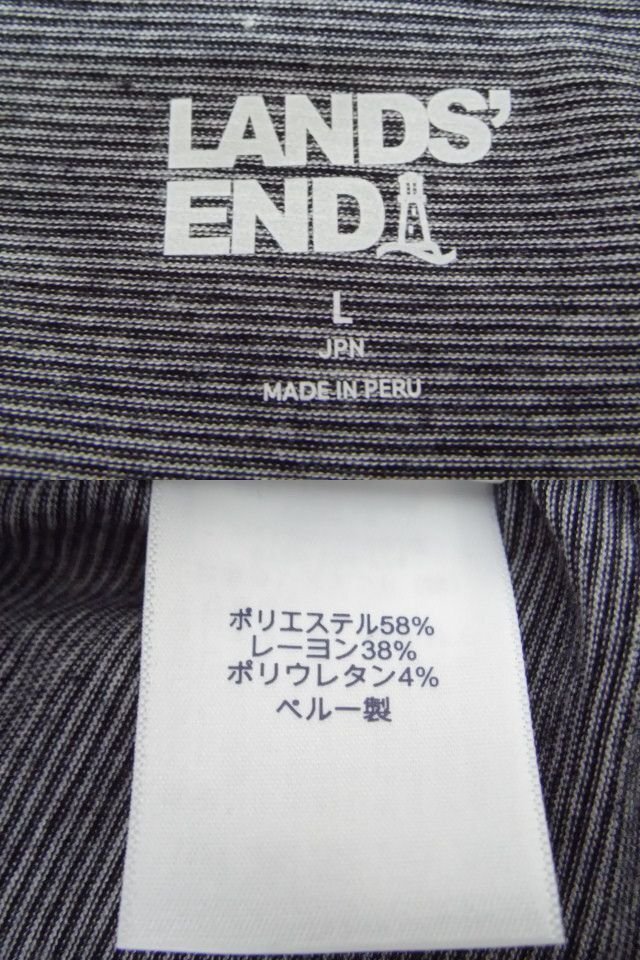 LANDS'
END
L
JPN
MADE IN PERU
ポリエステル58%
レーヨン38%
ポリウレタン4%
ペルー製